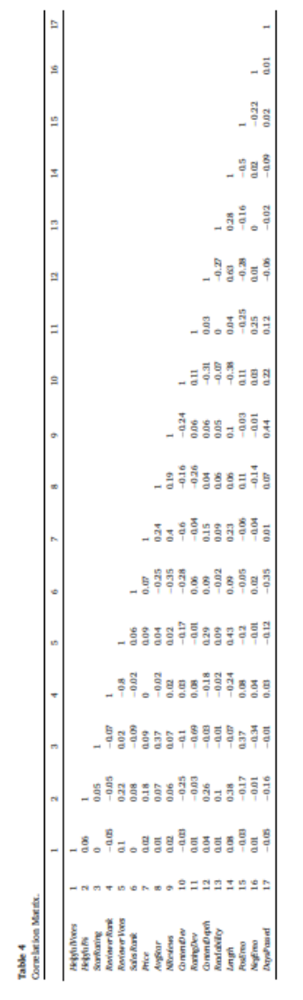 Table 4
Correlation Matrix.
1 2 3 4 5 6 7 8 9 10 11 12 13 14 15 16 17
HelpfulVotes 1 1
Helpful% 2 0.06 1
StarRating 3 0 0.05 1
ReviewerRank 4 −0.05 −0.05 −0.07 1
ReviewerVotes 5 0.1 0.22 0.02 −0.8 1
SalesRank 6 0 0.08 −0.09 −0.02 0.06 1
Price 7 0.02 0.18 0.09 0 0.09 0.07 1
AvgStar 8 0.01 0.07 0.37 −0.02 0.04 −0.25 0.24 1
NReviews 9 0.02 0.06 0.07 0.02 0.02 −0.35 0.4 0.19 1
10 −0.03 −0.25 −0.1 0.03 −0.17 −0.28 −0.6 −0.16 −0.24 1
RatingDev 11 0.01 −0.03 −0.69 0.08 −0.01 0.06 −0.04 −0.26 0.06 0.11 1
12 0.04 0.26 −0.03 −0.18 0.29 0.09 0.15 0.04 0.06 −0.31 0.03 1
Readability 13 0.01 0.1 −0.01 −0.02 0.09 −0.02 0.09 0.06 0.05 −0.07 0 −0.27 1
Length 14 0.08 0.38 −0.07 −0.24 0.43 0.09 0.23 0.06 0.1 −0.38 0.04 0.63 0.28 1
PosEmo 15 −0.03 −0.17 0.37 0.08 −0.2 −0.05 −0.06 0.11 −0.03 0.11 −0.25 −0.28 −0.16 −0.5 1
NegEmo 16 0.01 −0.01 −0.34 0.04 −0.01 0.02 −0.04 −0.14 −0.01 0.03 0.25 0.01 0 0.02 −0.22 1
DaysPassed 17 −0.05 −0.16 −0.01 0.03 −0.12 −0.35 0.01 0.07 0.44 0.22 0.12 −0.06 −0.02 −0.09 0.02 0.01 1